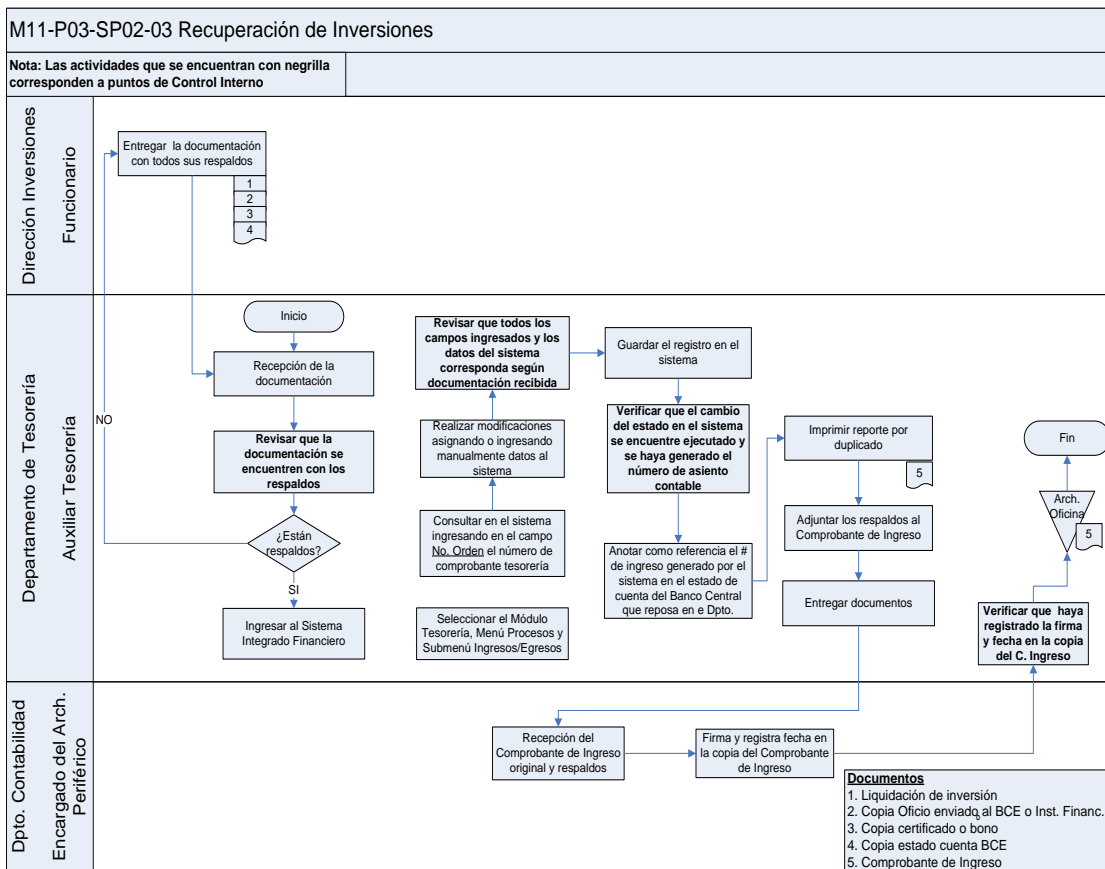 M11-P03-SP02-03 Recuperación de Inversiones
Nota: Las actividades que se encuentran con negrilla
corresponden a puntos de Control Interno
Dirección Inversiones
Funcionario
Entregar la documentación
con todos sus respaldos
1
2
3
4
Departamento de Tesorería
Auxiliar Tesorería
Inicio
Recepción de la
documentación
Revisar que la
documentación se
encuentren con los
respaldos
NO
¿Están
respaldos?
SI
Ingresar al Sistema
Integrado Financiero
Revisar que todos los
campos ingresados y los
datos del sistema
corresponda según
documentación recibida
Realizar modificaciones
asignando o ingresando
manualmente datos al
sistema
Consultar en el sistema
ingresando en el campo
No. Orden el número de
comprobante tesorería
Seleccionar el Módulo
Tesorería, Menú Procesos y
Submenú Ingresos/Egresos
Guardar el registro en el
sistema
Verificar que el cambio
del estado en el sistema
se encuentre ejecutado y
se haya generado el
número de asiento
contable
Anotar como referencia el #
de ingreso generado por el
sistema en el estado de
cuenta del Banco Central
que reposa en e Dpto.
Imprimir reporte por
duplicado
5
Adjuntar los respaldos al
Comprobante de Ingreso
Entregar documentos
Fin
Arch.
Oficina
5
Verificar que haya
registrado la firma
y fecha en la copia
del C. Ingreso
Dpto. Contabilidad
Encargado del Arch.
Periférico
Recepción del
Comprobante de Ingreso
original y respaldos
Firma y registra fecha en
la copia del Comprobante
de Ingreso
Documentos
1. Liquidación de inversión
2. Copia Oficio enviado al BCE o Inst. Financ.
3. Copia certificado o bono
4. Copia estado cuenta BCE
5. Comprobante de Ingreso